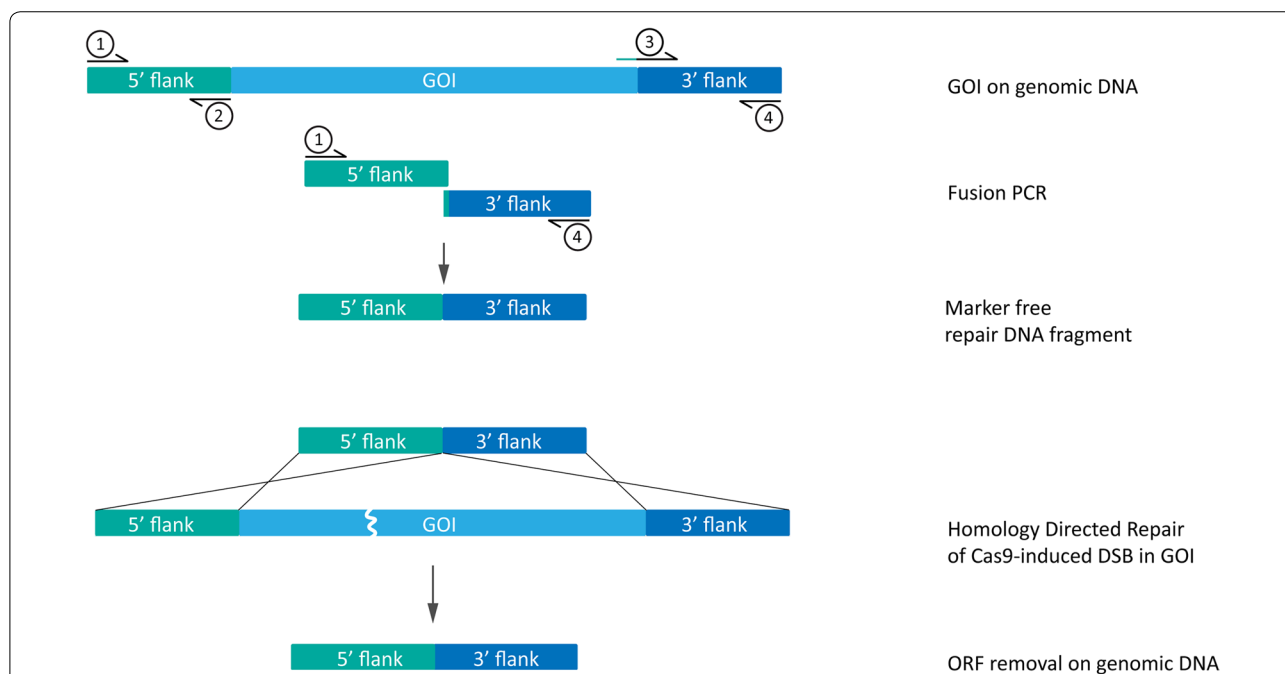 1
3
5’ flank GOI 3’ flank
GOI on genomic DNA
2
4
1
5’ flank
Fusion PCR
3’ flank
4
5’ flank 3’ flank
Marker free
repair DNA fragment
5’ flank 3’ flank
5’ flank GOI 3’ flank
Homology Directed Repair
of Cas9-induced DSB in GOI
5’ flank 3’ flank
ORF removal on genomic DNA